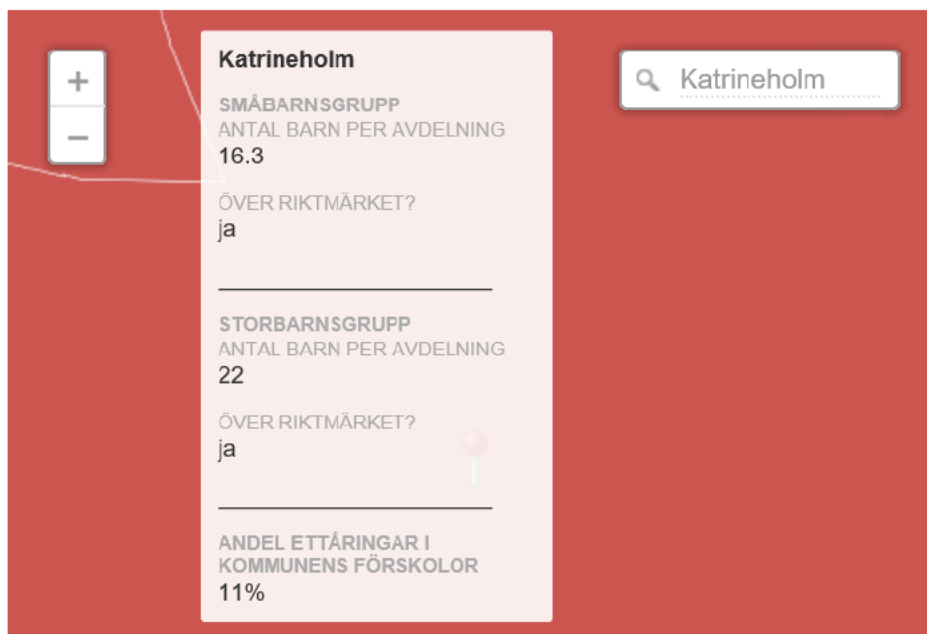 +
−
Katrineholm
SMÅBARNSGRUPP
ANTAL BARN PER AVDELNING
16.3
ÖVER RIKTMÄRKET?
ja
STORBARNSGRUPP
ANTAL BARN PER AVDELNING
22
ÖVER RIKTMÄRKET?
ja
ANDEL ETTÅRINGAR I
KOMMUNENS FÖRSKOLOR
11%
Katrineholm